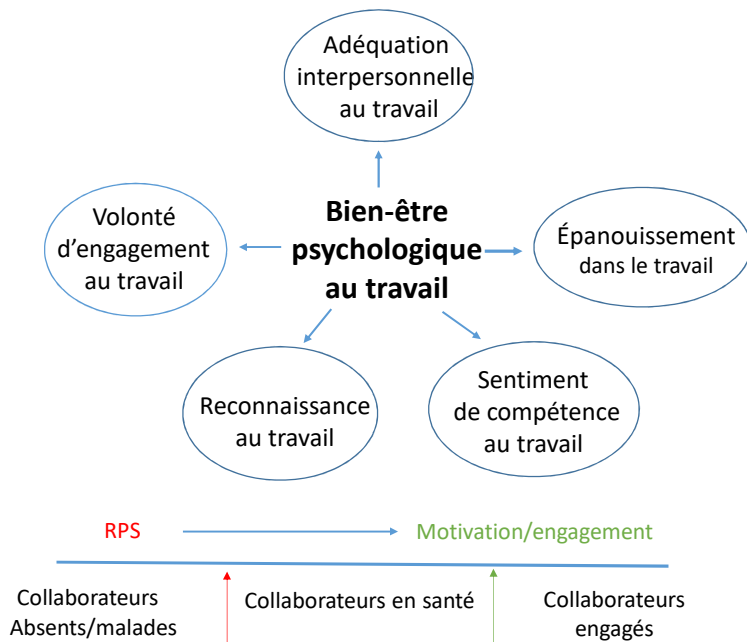 Adéquation
interpersonnelle
au travail
Volonté
d'engagement
au travail
Bien-être
psychologique
au travail
Épanouissement
dans le travail
Reconnaissance
au travail
Sentiment
de compétence
au travail
RPS
Motivation/engagement
Collaborateurs
Absents/malades
Collaborateurs en santé
Collaborateurs
engagés